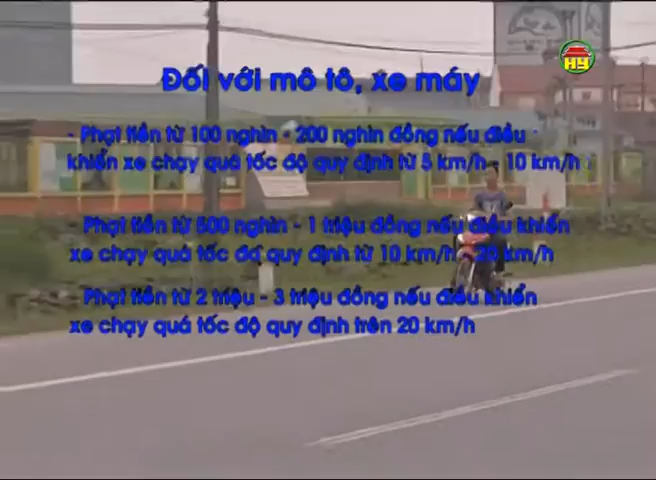 HY
Đối với mô tô, xe máy
- Phạt tiền từ 100 nghìn - 200 nghìn đồng nếu điều
khiển xe chạy quá tốc độ quy định từ 5 km/h - 10 km/h
- Phạt tiền từ 500 nghìn - 1 triệu đồng nếu điều khiển
xe chạy quá tốc độ quy định từ 10 km/h - 20 km/h
- Phạt tiền từ 2 triệu - 3 triệu đồng nếu điều khiển
xe chạy quá tốc độ quy định trên 20 km/h